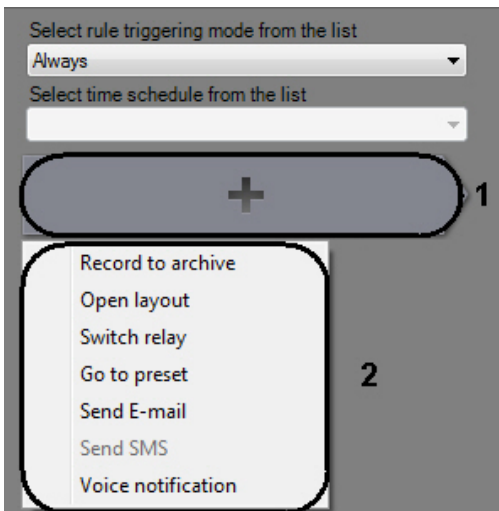 Select rule triggering mode from the list
Always
Select time schedule from the list
+ 1
Record to archive
Open layout
Switch relay
Go to preset 2
Send E-mail
Send SMS
Voice notification